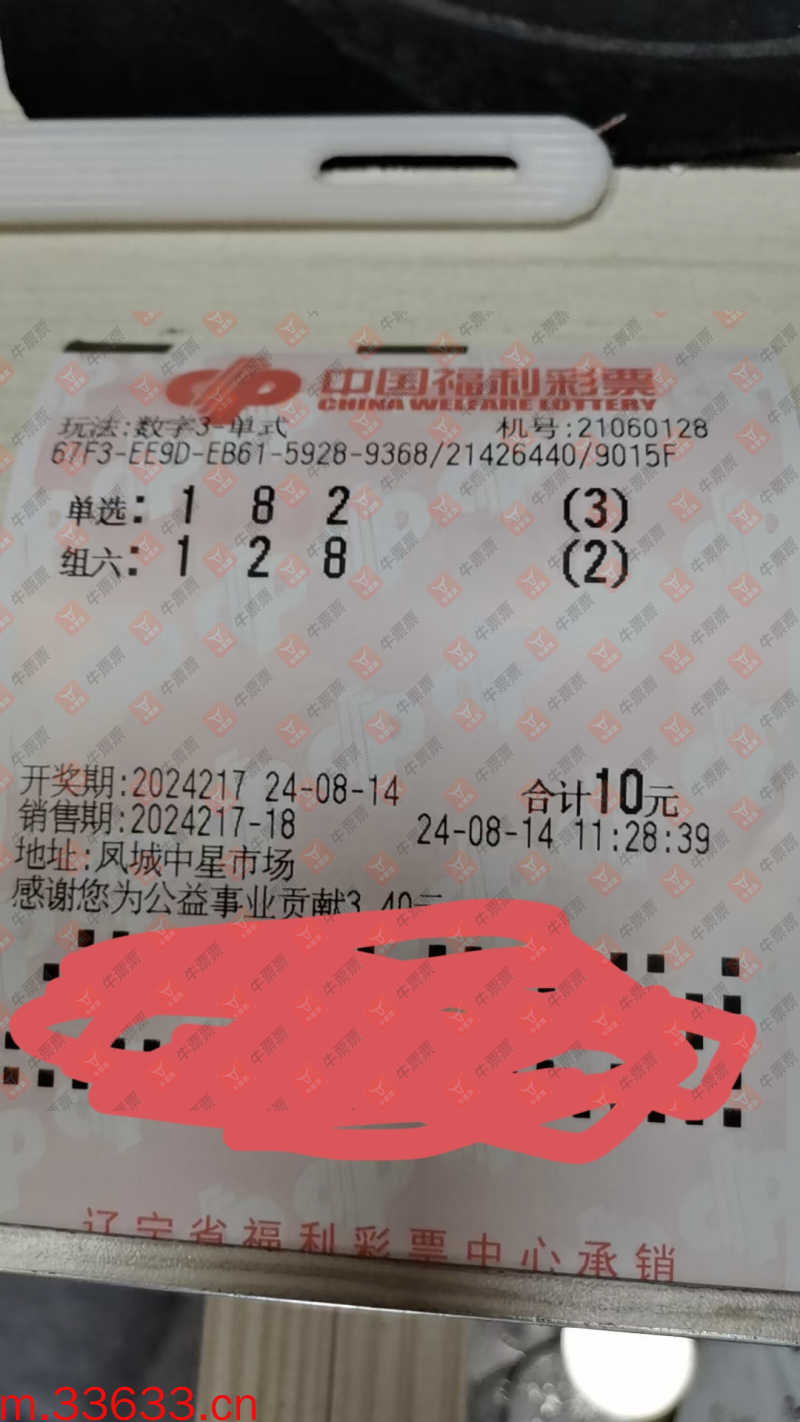 中国福利彩票
CHINA WELFARE LOTTERY
玩法:数字3-单式 机号:21060128
67F3-EE9D-EB61-5928-9368/21426440/9015F
单选: 1 8 2 (3)
组六: 1 2 8 (2)
开奖期:2024217 24-08-14 合计10元
销售期:2024217-18 24-08-14 11:28:39
地址:凤城中星市场
感谢您为公益事业贡献3.40元
辽宁省福利彩票中心承销
牛票票
m.33633.cn